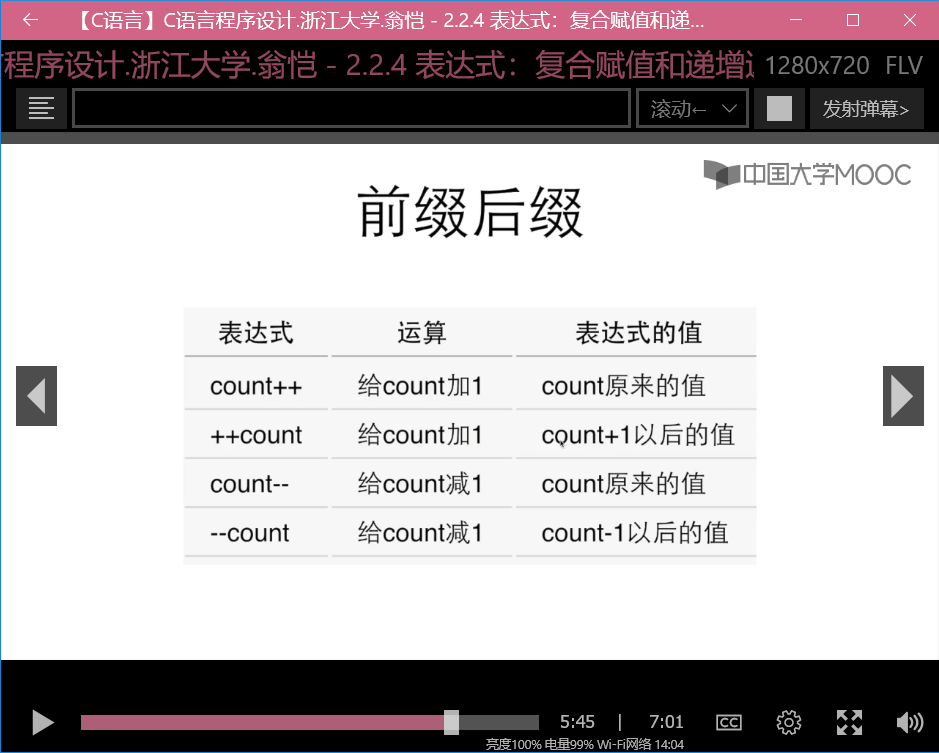 【C语言】C语言程序设计.浙江大学.翁恺 - 2.2.4 表达式：复合赋值和递...
程序设计.浙江大学.翁恺 - 2.2.4 表达式：复合赋值和递增 1280x720 FLV
滚动← 发射弹幕>
中国大学MOOC
前缀后缀
表达式 运算 表达式的值
count++ 给count加1 count原来的值
++count 给count加1 count+1以后的值
count-- 给count减1 count原来的值
--count 给count减1 count-1以后的值
5:45 | 7:01 CC
亮度100% 电量99% Wi-Fi网络 14:04